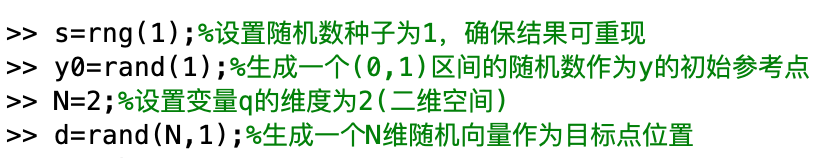 >> s=rng(1);%设置随机数种子为1，确保结果可重现
>> y0=rand(1);%生成一个(0,1)区间的随机数作为y的初始参考点
>> N=2;%设置变量q的维度为2(二维空间)
>> d=rand(N,1);%生成一个N维随机向量作为目标点位置